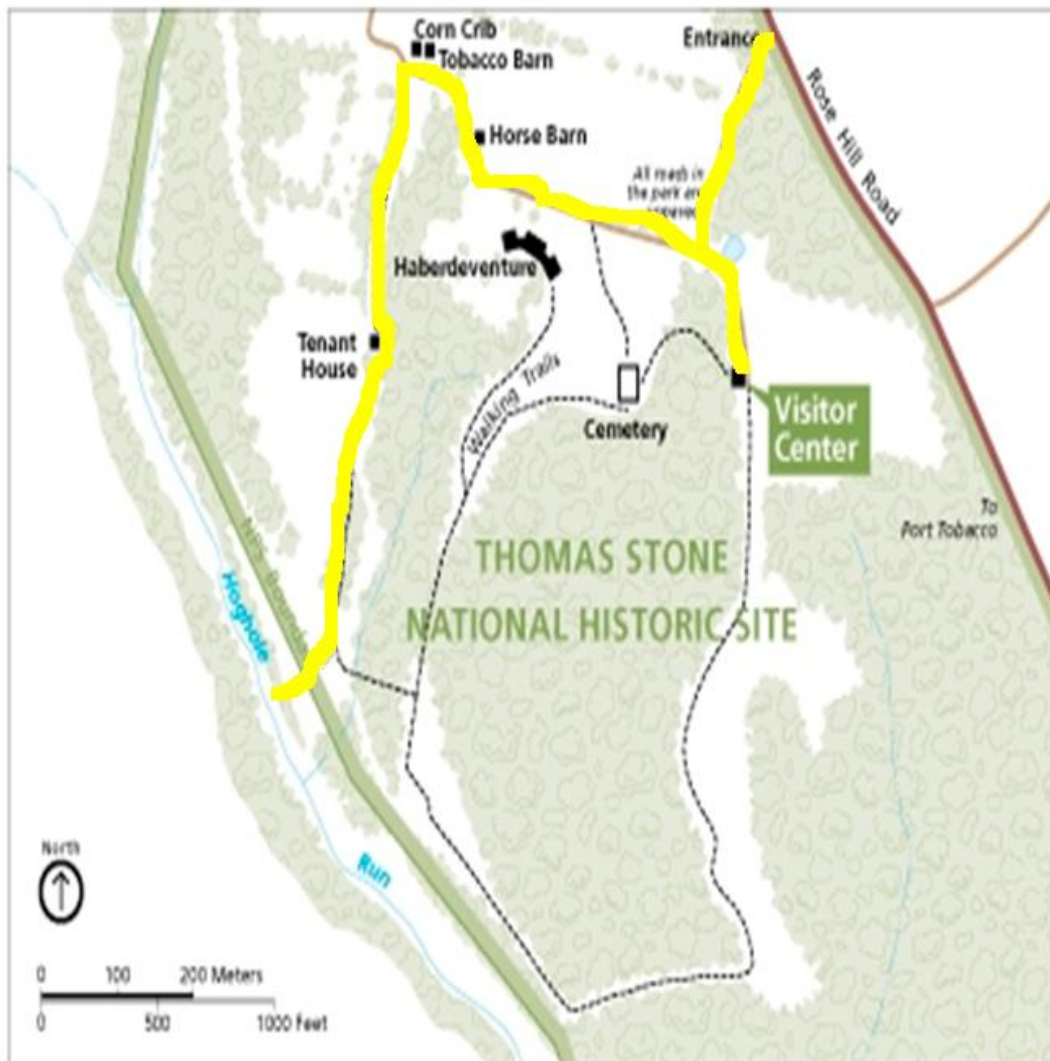 Corn Crib
Tobacco Barn
Entrance
Rose Hill Road
Horse Barn
All roads in
the park are
unpaved
Haberdeventure
Tenant
House
Walking Trails
Cemetery
Visitor
Center
To
Port Tobacco
THOMAS STONE
NATIONAL HISTORIC SITE
Hoghole
Run
North
0 100 200 Meters
0 500 1000 Feet